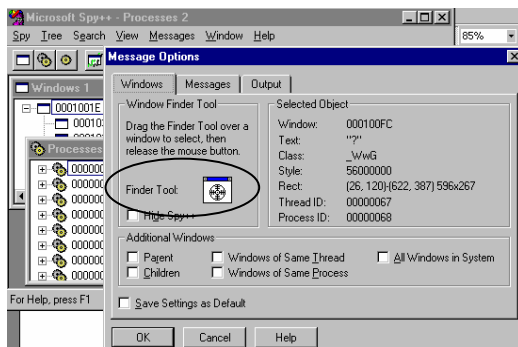 Microsoft Spy++ - Processes 2
Spy Tree Search View Messages Window Help
85%
Message Options
Windows Messages Output
Windows 1
0001001E
Processes
Window Finder Tool
Drag the Finder Tool over a
window to select, then
release the mouse button.
Finder Tool:
Hide Spy++
Selected Object
Window: 000100FC
Text: "?"
Class: _WwG
Style: 56000000
Rect: (26, 120)-(622, 387) 596x267
Thread ID: 00000067
Process ID: 00000068
Additional Windows
Parent Windows of Same Thread All Windows in System
Children Windows of Same Process
Save Settings as Default
For Help, press F1
OK Cancel Help